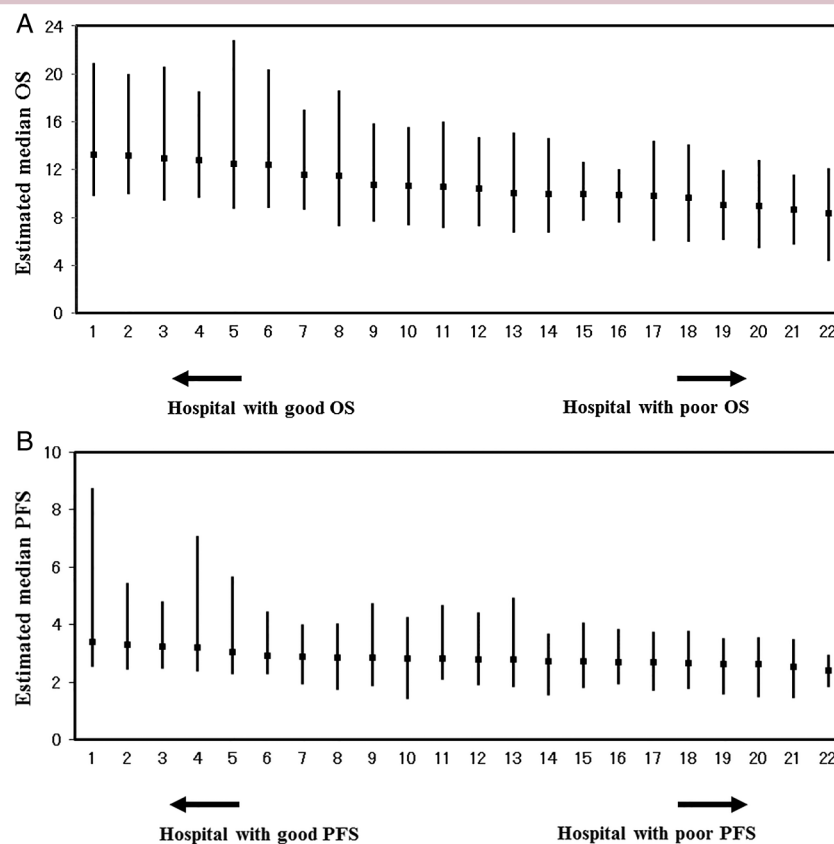 A
Estimated median OS
24
20
16
12
8
4
0
1 2 3 4 5 6 7 8 9 10 11 12 13 14 15 16 17 18 19 20 21 22
Hospital with good OS Hospital with poor OS
B
Estimated median PFS
10
8
6
4
2
0
1 2 3 4 5 6 7 8 9 10 11 12 13 14 15 16 17 18 19 20 21 22
Hospital with good PFS Hospital with poor PFS